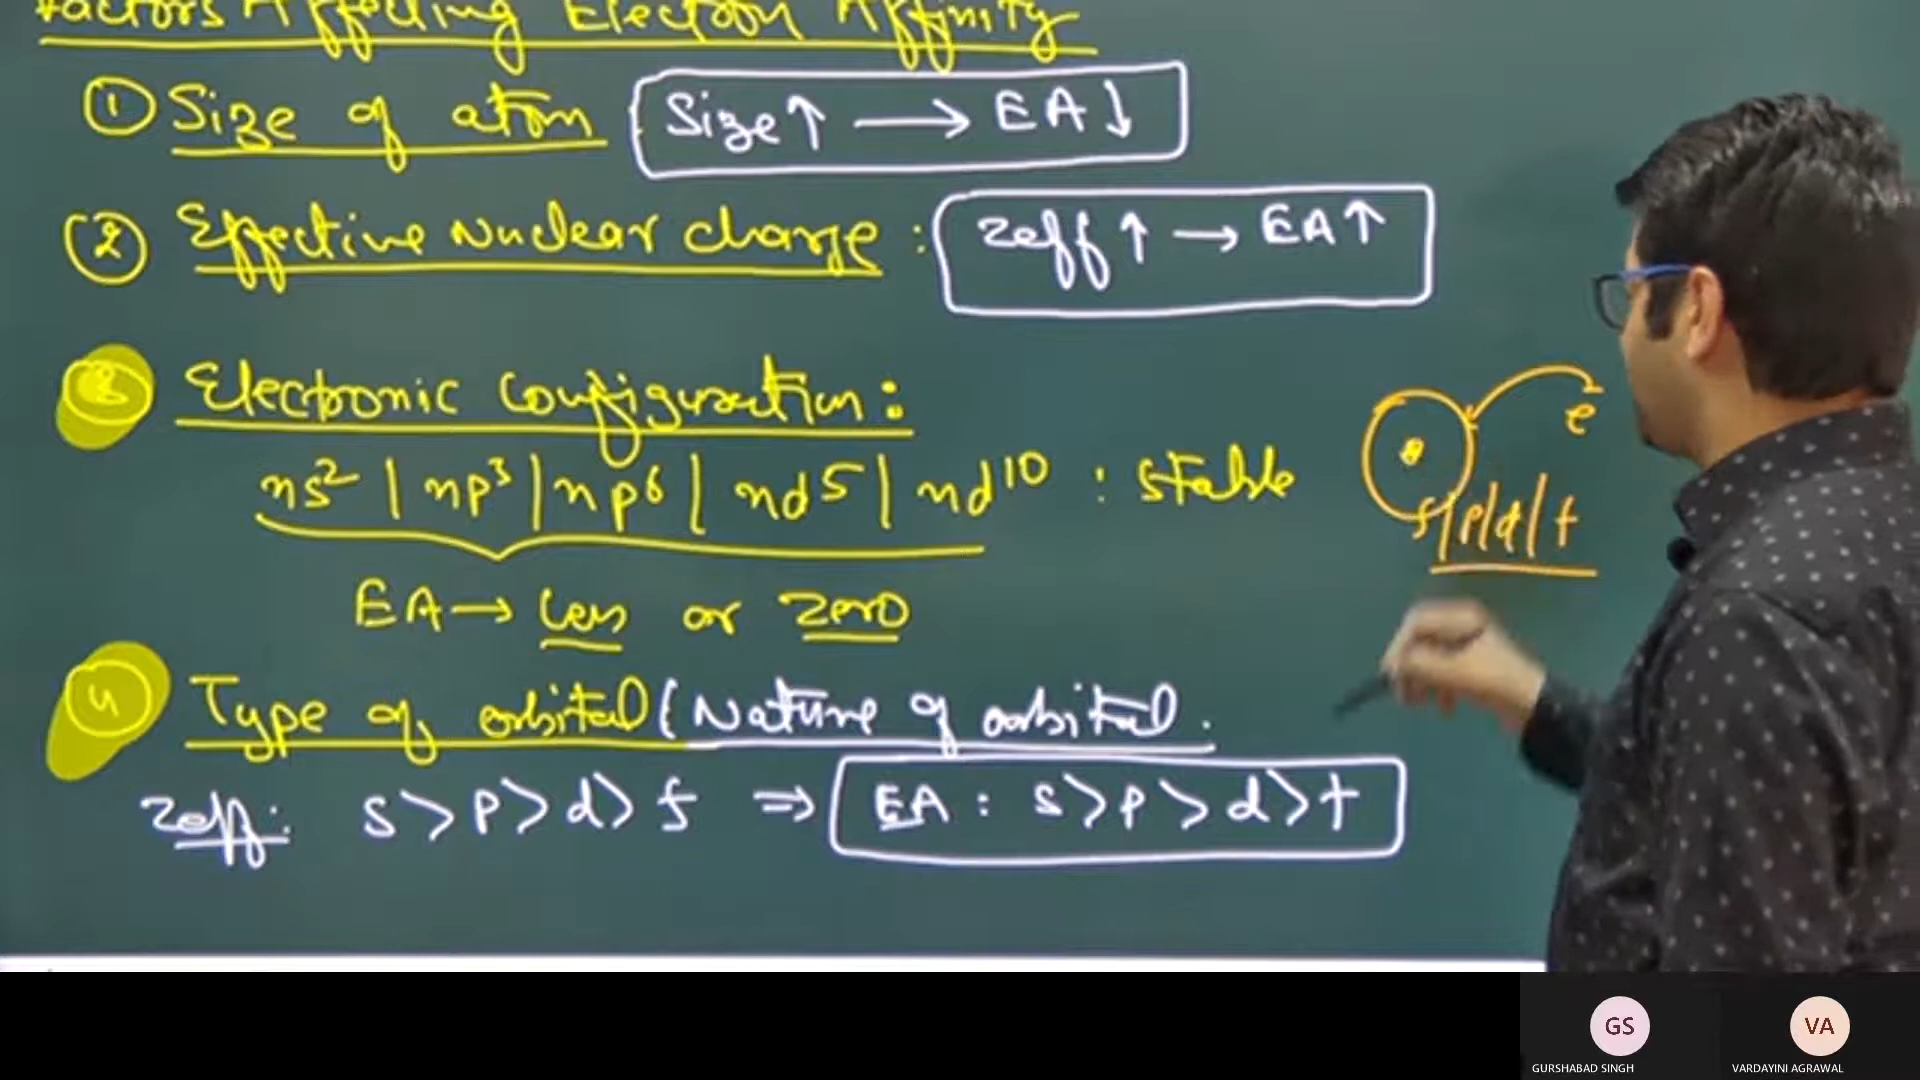 Factors Affecting Electron Affinity
① Size of atom Size↑ → EA↓
② Effective Nuclear charge : Zeff↑ → EA↑
③ Electronic Configuration:
ns² | np³ | np⁶ | nd5 | nd¹⁰ : stable
e
s/p/d/f
EA → Less or Zero
④ Type of orbital (Nature of orbital.
Zeff: s>p>d>f ⇒ EA : s>p>d>f
GS VA
GURSHABAD SINGH VARDAYINI AGRAWAL